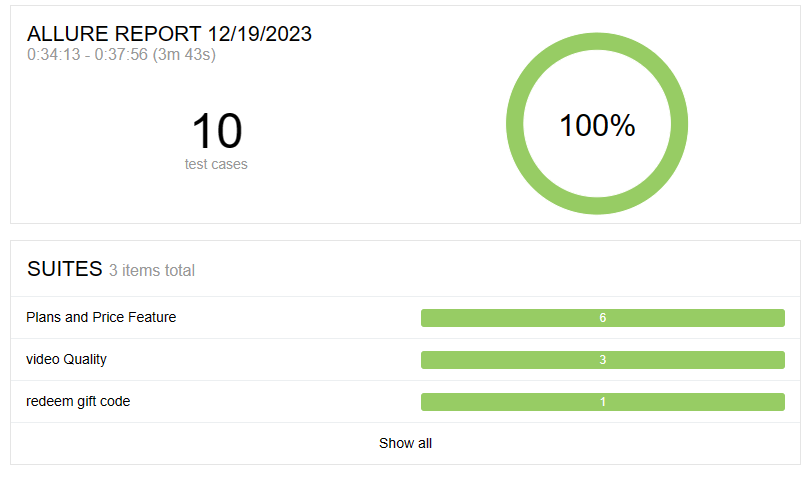 ALLURE REPORT 12/19/2023
0:34:13 - 0:37:56 (3m 43s)
10
test cases
100%
SUITES 3 items total
Plans and Price Feature 6
video Quality 3
redeem gift code 1
Show all